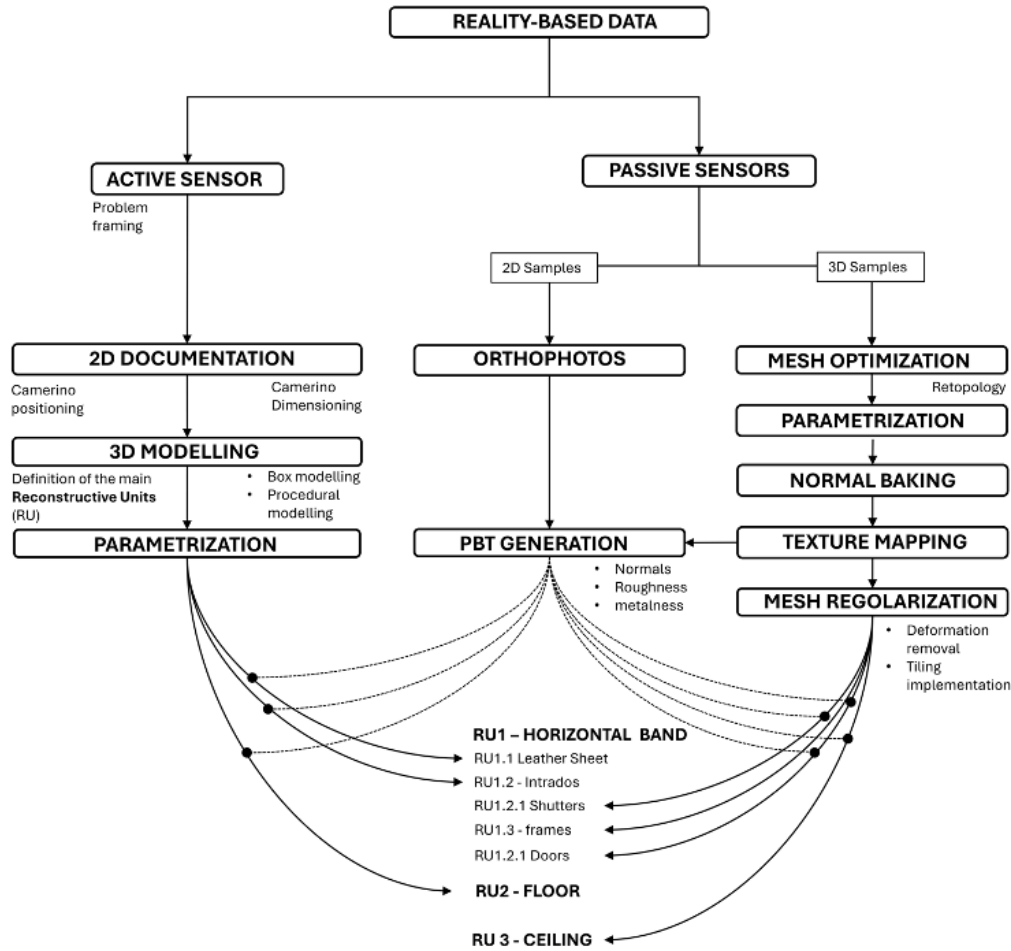 REALITY-BASED DATA
ACTIVE SENSOR
PASSIVE SENSORS
Problem
framing
2D Samples
3D Samples
2D DOCUMENTATION
ORTHOPHOTOS
MESH OPTIMIZATION
Camerino
positioning
Camerino
Dimensioning
Retopology
PARAMETRIZATION
3D MODELLING
Definition of the main
Reconstructive Units
(RU)
• Box modelling
• Procedural
modelling
NORMAL BAKING
PARAMETRIZATION
PBT GENERATION
TEXTURE MAPPING
• Normals
• Roughness
• metalness
MESH REGOLARIZATION
• Deformation
removal
• Tiling
implementation
RU1 – HORIZONTAL BAND
RU1.1 Leather Sheet
RU1.2 - Intrados
RU1.2.1 Shutters
RU1.3 - frames
RU1.2.1 Doors
RU2 - FLOOR
RU 3 - CEILING